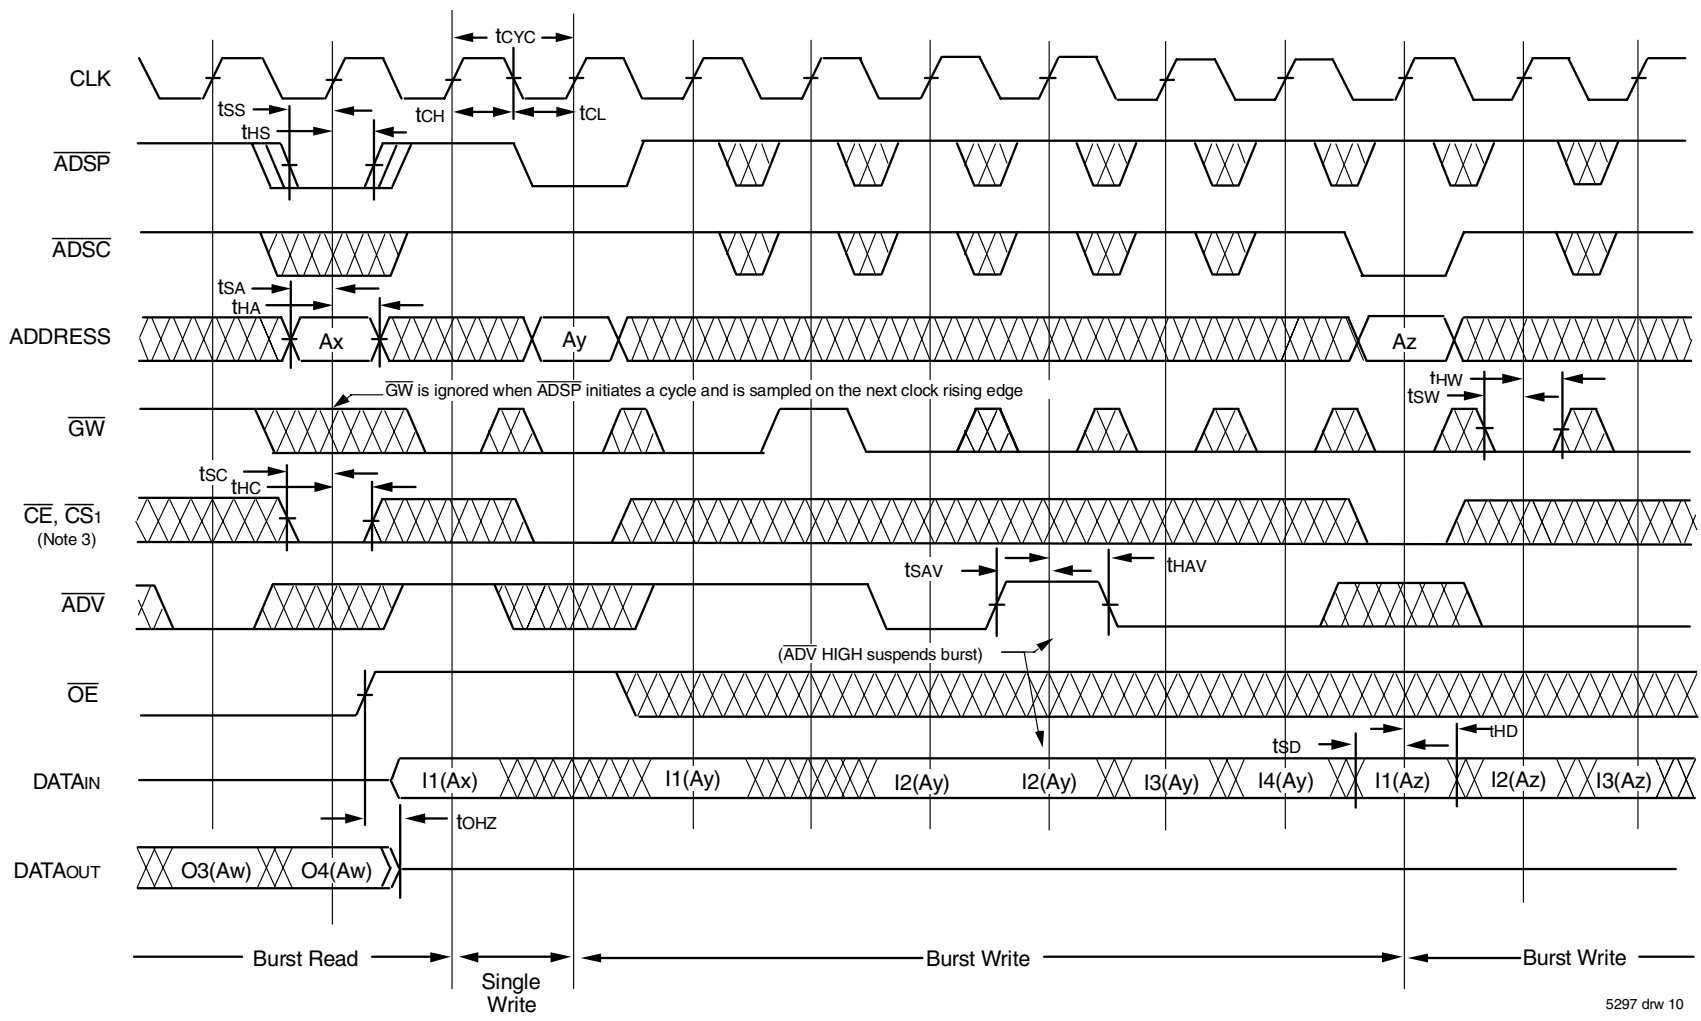 tCYC
CLK
tSS
tCH
tCL
tHS
ADSP
ADSC
tSA
tHA
ADDRESS
Ax
Ay
Az
GW is ignored when ADSP initiates a cycle and is sampled on the next clock rising edge
tHW
tSW
GW
tSC
tHC
CE, CS1
(Note 3)
tSAV
tHAV
ADV
(ADV HIGH suspends burst)
OE
tSD
tHD
DATAIN
I1(Ax)
I1(Ay)
I2(Ay)
I2(Ay)
I3(Ay)
I4(Ay)
I1(Az)
I2(Az)
I3(Az)
tOHZ
DATAOUT
O3(Aw)
O4(Aw)
Burst Read
Single
Write
Burst Write
Burst Write
5297 drw 10